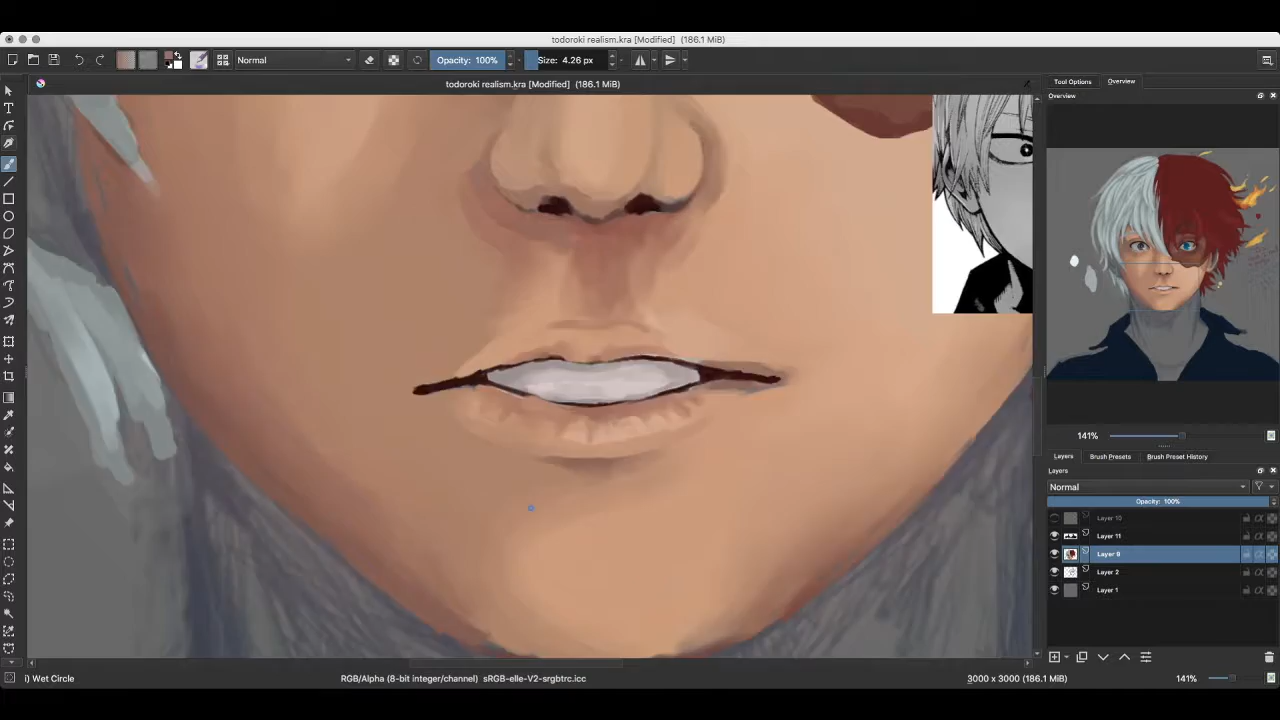 todoroki realism.kra [Modified] (186.1 MiB)
Normal
Opacity: 100%
Size: 4.26 px
todoroki realism.kra [Modified] (186.1 MiB)
Tool Options
Overview
Overview
141%
Layers
Brush Presets
Brush Preset History
Layers
Normal
Opacity: 100%
Layer 10
Layer 11
Layer 9
Layer 2
Layer 1
i) Wet Circle
RGB/Alpha (8-bit integer/channel) sRGB-elle-V2-srgbtrc.icc
3000 x 3000 (186.1 MiB)
141%